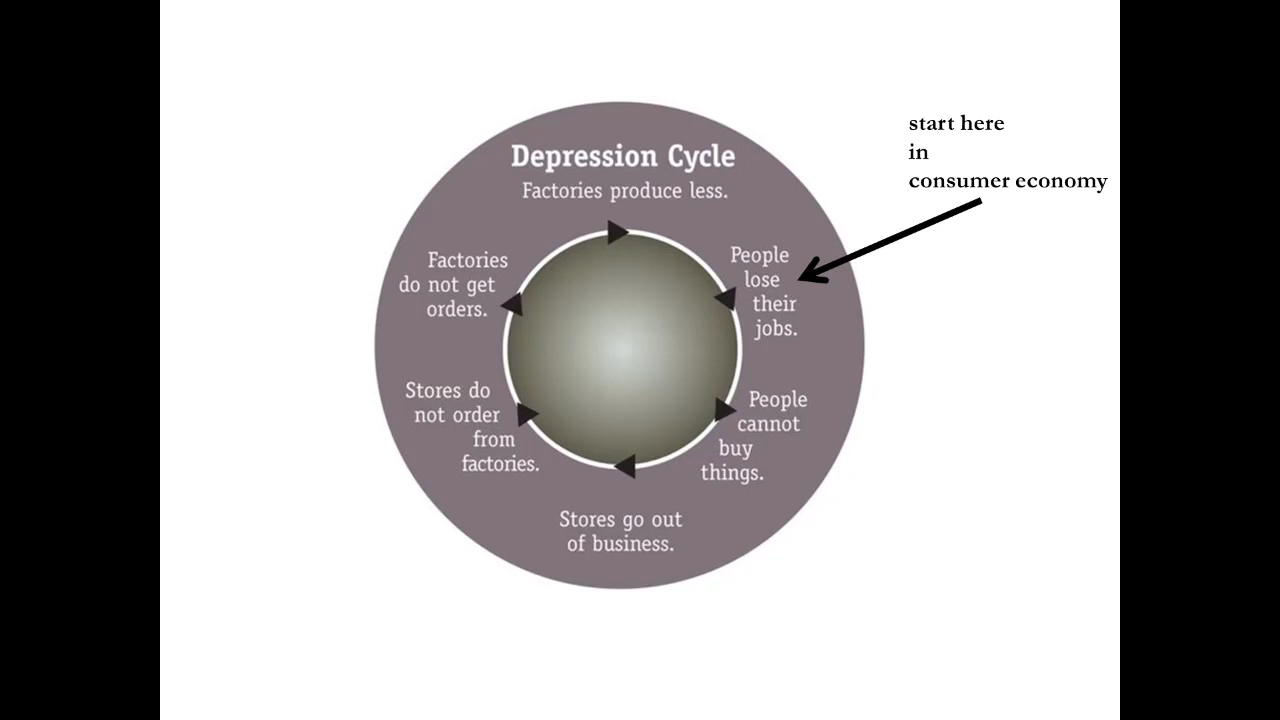 start here
in
consumer economy
Depression Cycle
Factories produce less.
People
lose
their
jobs.
People
cannot
buy
things.
Stores go out
of business.
Stores do
not order
from
factories.
Factories
do not get
orders.